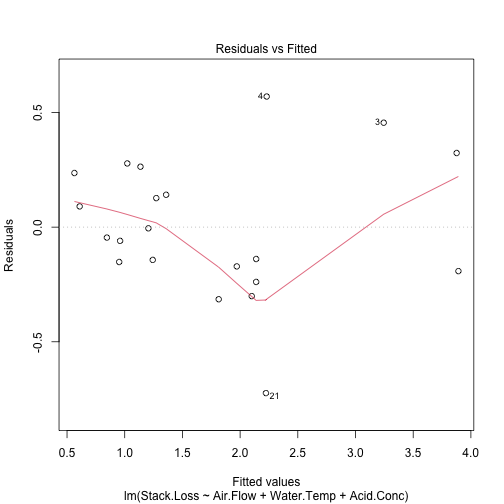 Residuals vs Fitted
Residuals
0.5
0.0
-0.5
4
3
21
0.5 1.0 1.5 2.0 2.5 3.0 3.5 4.0
Fitted values
lm(Stack.Loss ~ Air.Flow + Water.Temp + Acid.Conc)